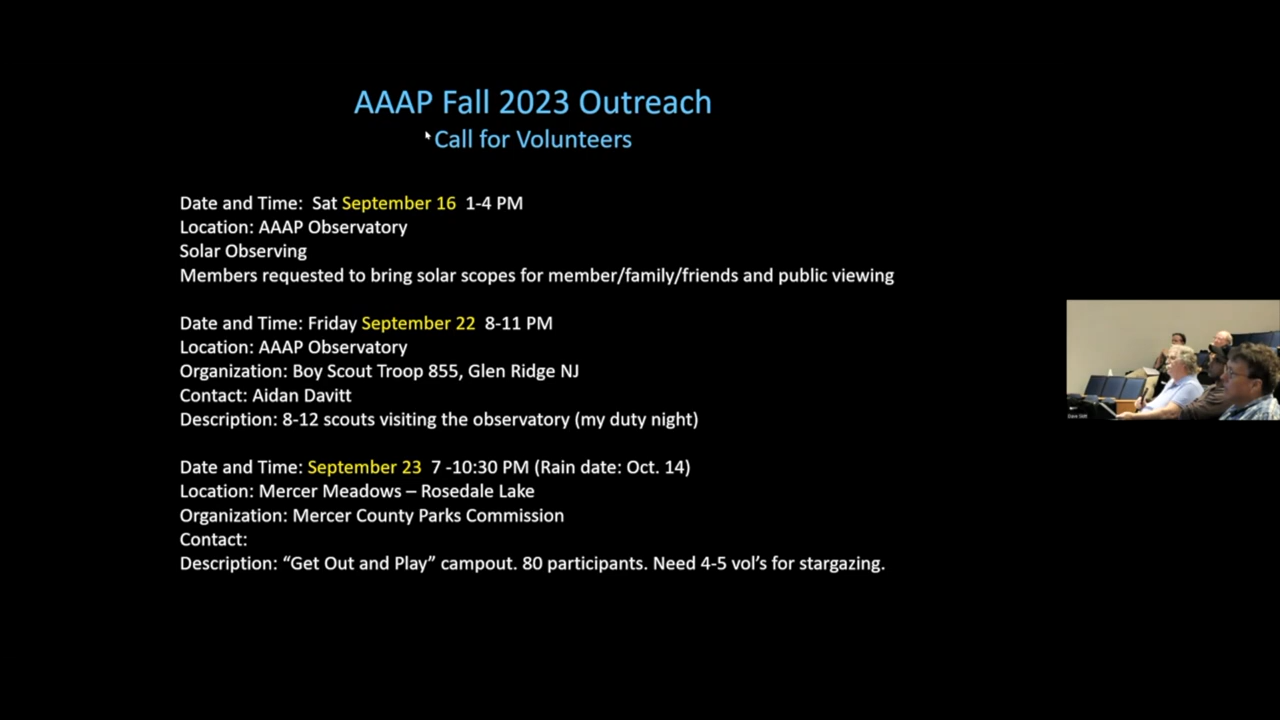 AAAP Fall 2023 Outreach
Call for Volunteers
Date and Time: Sat September 16 1-4 PM
Location: AAAP Observatory
Solar Observing
Members requested to bring solar scopes for member/family/friends and public viewing
Date and Time: Friday September 22 8-11 PM
Location: AAAP Observatory
Organization: Boy Scout Troop 855, Glen Ridge NJ
Contact: Aidan Davitt
Description: 8-12 scouts visiting the observatory (my duty night)
Date and Time: September 23 7 -10:30 PM (Rain date: Oct. 14)
Location: Mercer Meadows – Rosedale Lake
Organization: Mercer County Parks Commission
Contact:
Description: “Get Out and Play” campout. 80 participants. Need 4-5 vol’s for stargazing.